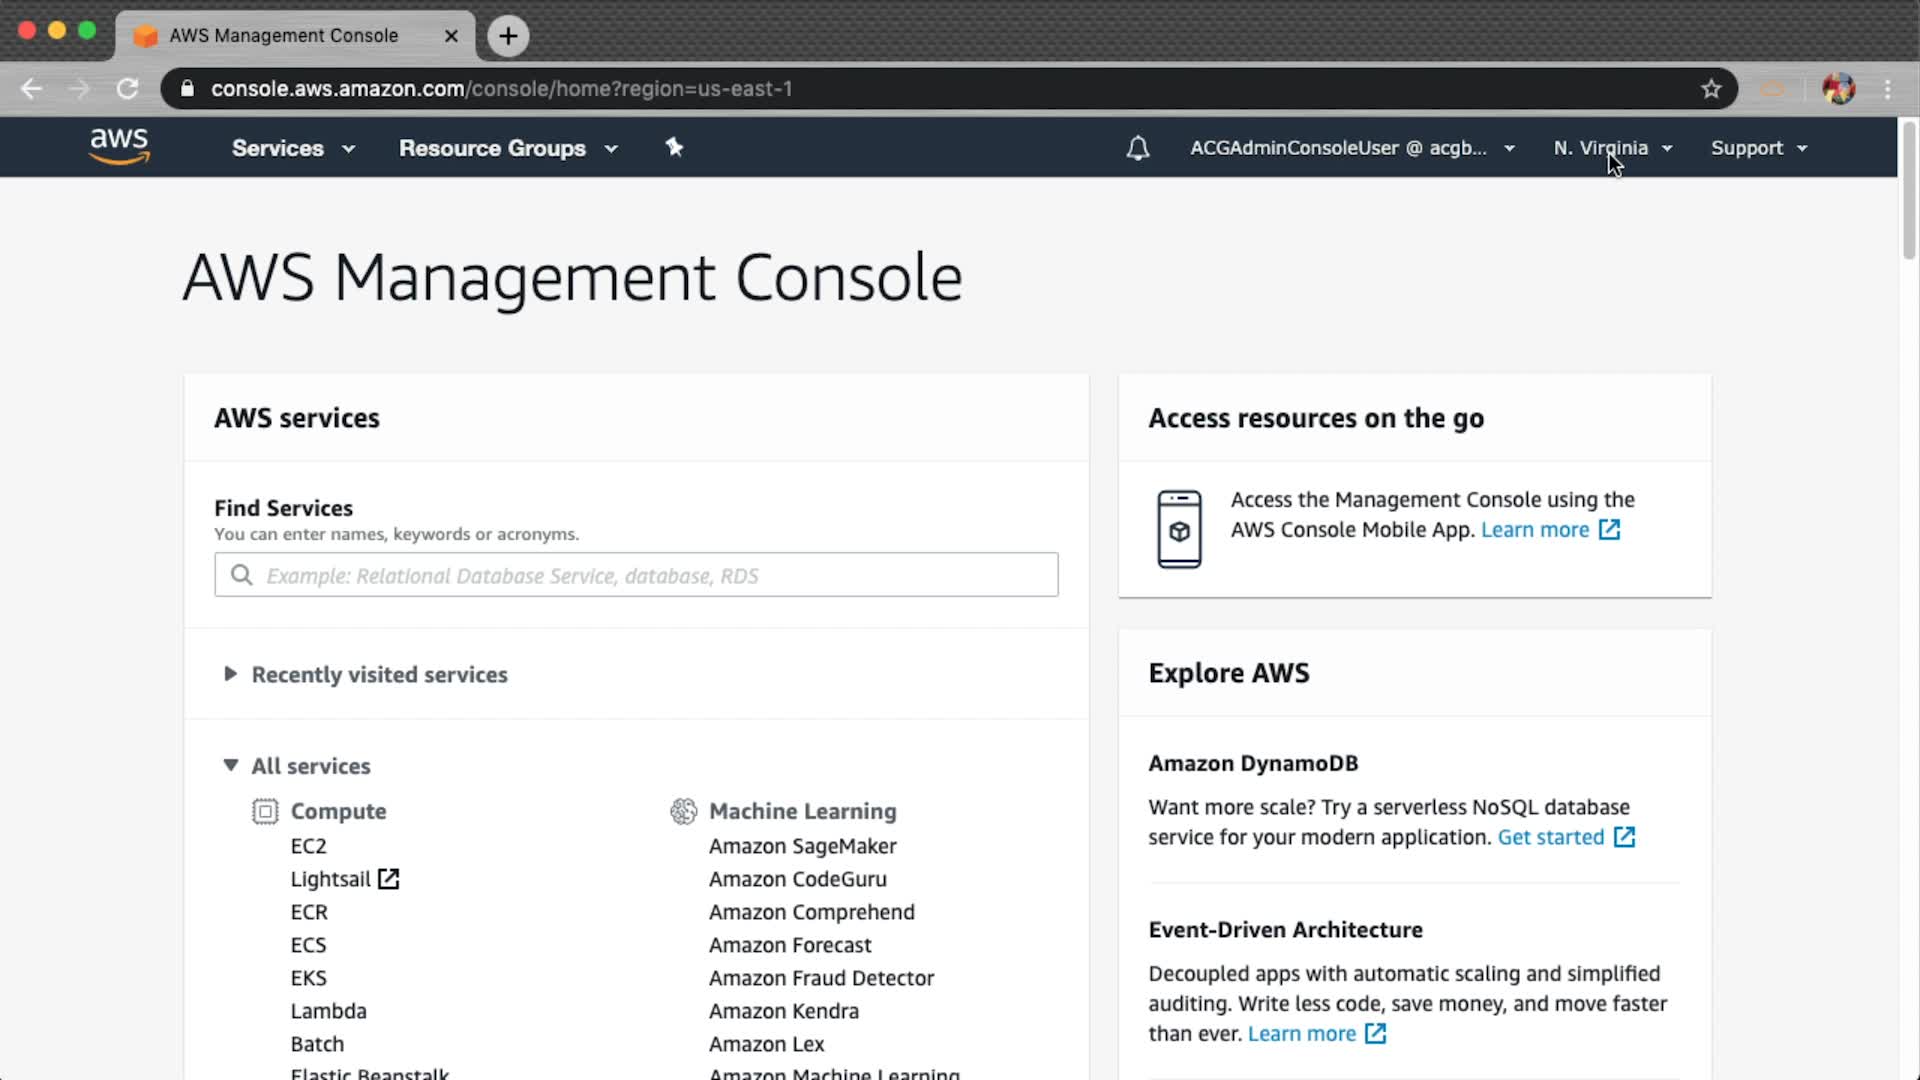 AWS Management Console
console.aws.amazon.com/console/home?region=us-east-1
aws
Services
Resource Groups
ACGAdminConsoleUser @ acgb...
N. Virginia
Support
AWS Management Console
AWS services
Find Services
You can enter names, keywords or acronyms.
Example: Relational Database Service, database, RDS
Recently visited services
All services
Compute
EC2
Lightsail
ECR
ECS
EKS
Lambda
Batch
Elastic Beanstalk
Machine Learning
Amazon SageMaker
Amazon CodeGuru
Amazon Comprehend
Amazon Forecast
Amazon Fraud Detector
Amazon Kendra
Amazon Lex
Amazon Machine Learning
Access resources on the go
Access the Management Console using the
AWS Console Mobile App. Learn more
Explore AWS
Amazon DynamoDB
Want more scale? Try a serverless NoSQL database
service for your modern application. Get started
Event-Driven Architecture
Decoupled apps with automatic scaling and simplified
auditing. Write less code, save money, and move faster
than ever. Learn more